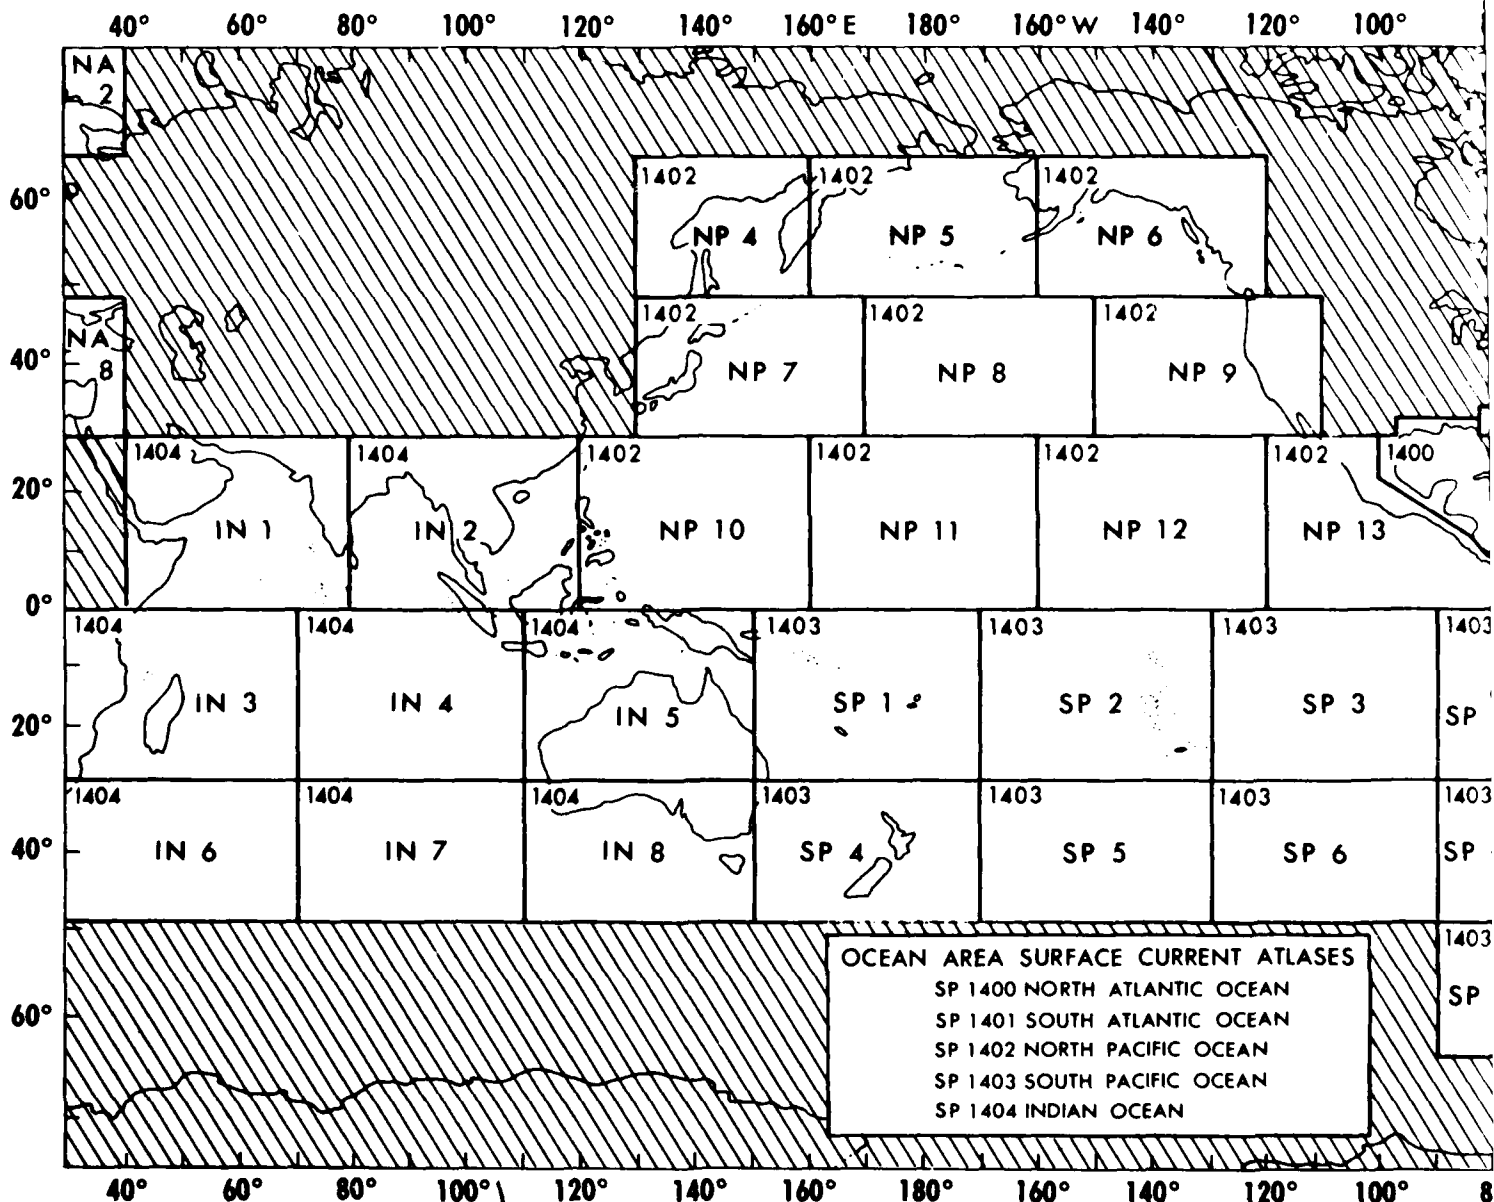 40° 60° 80° 100° 120° 140° 160° E 180° 160° W 140° 120° 100°
NA
2
60°
1402 1402 1402
NP 4 NP 5 NP 6
1402 1402 1402
NA
8
40°
NP 7 NP 8 NP 9
1404 1404 1402 1402 1402 1402 1400
20°
IN 1 IN 2 NP 10 NP 11 NP 12 NP 13
0°
1404 1404 1404 1403 1403 1403 1403
IN 3 IN 4 IN 5 SP 1 SP 2 SP 3 SP
20°
1404 1404 1404 1403 1403 1403 1403
40°
IN 6 IN 7 IN 8 SP 4 SP 5 SP 6 SP
1403
SP
60°
OCEAN AREA SURFACE CURRENT ATLASES
SP 1400 NORTH ATLANTIC OCEAN
SP 1401 SOUTH ATLANTIC OCEAN
SP 1402 NORTH PACIFIC OCEAN
SP 1403 SOUTH PACIFIC OCEAN
SP 1404 INDIAN OCEAN
40° 60° 80° 100° 120° 140° 160° 180° 160° 140° 120° 100° 8